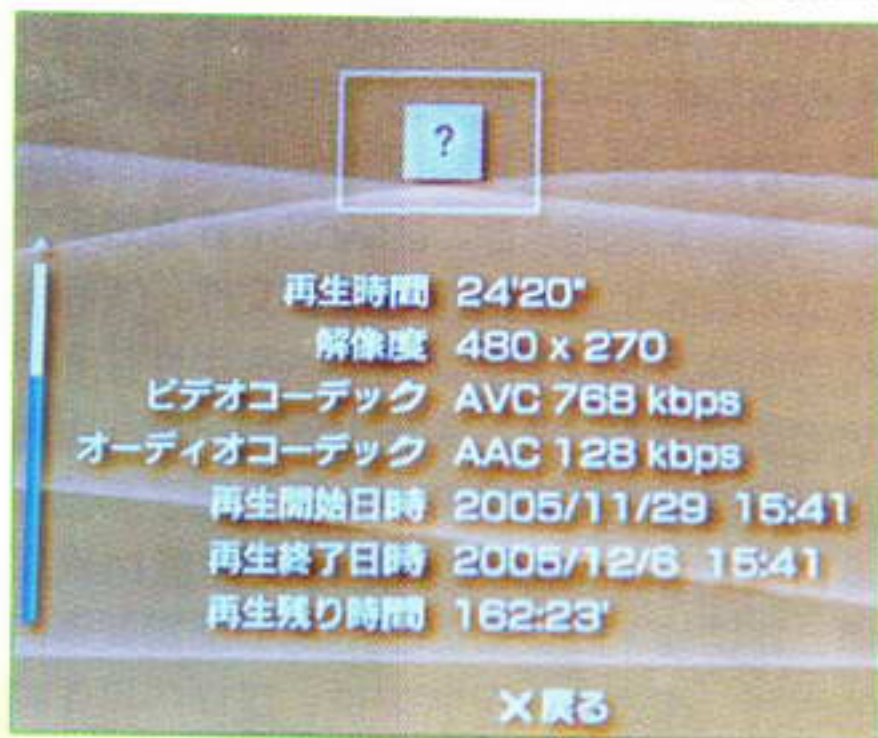 ?
再生時間 24'20"
解像度 480 x 270
ビデオコーデック AVC 768 kbps
オーディオコーデック AAC 128 kbps
再生開始日時 2005/11/29 15:41
再生終了日時 2005/12/6 15:41
再生残り時間 162:23'
✕戻る